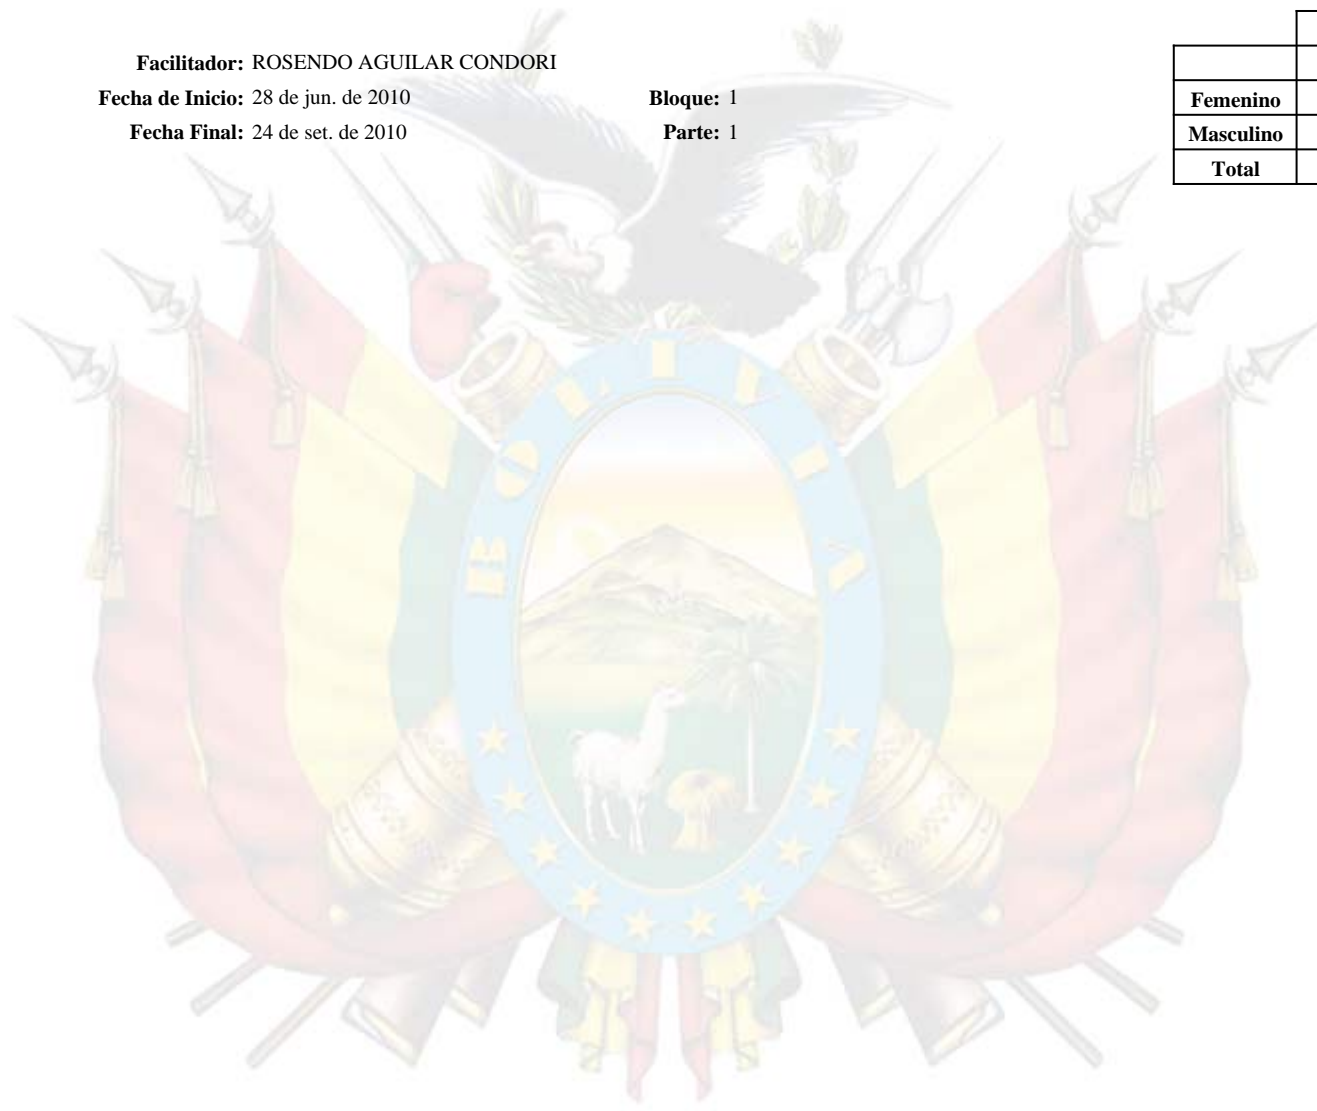 Facilitador: ROSENDO AGUILAR CONDORI
Fecha de Inicio: 28 de jun. de 2010 Bloque: 1
Fecha Final: 24 de set. de 2010 Parte: 1
Femenino
Masculino
Total
BOLIVIA